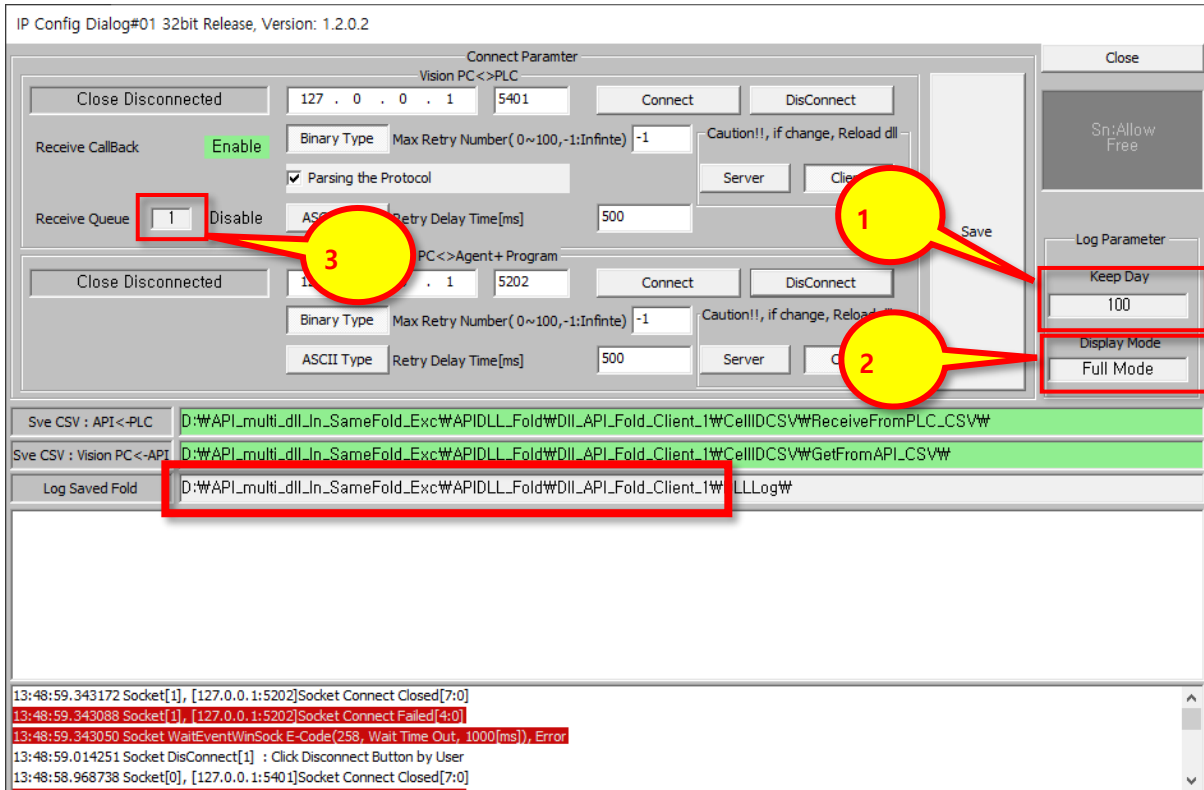 IP Config Dialog#01 32bit Release, Version: 1.2.0.2
Connect Paramter
Close
Vision PC<>PLC
Close Disconnected
127 . 0 . 0 . 1
5401
Connect
DisConnect
Sn:Allow
Free
Receive CallBack
Enable
Binary Type
Max Retry Number( 0~100,-1:Infinte)
-1
Caution!!, if change, Reload dll
Parsing the Protocol
Server
Receive Queue
1
Disable
Retry Delay Time[ms]
500
1
Save
Log Parameter
3
PC<>Agent+ Program
Keep Day
100
Close Disconnected
. 1
5202
Connect
DisConnect
Binary Type
Max Retry Number( 0~100,-1:Infinte)
-1
Caution!!, if change, Reload
Display Mode
Full Mode
ASCII Type
Retry Delay Time[ms]
500
Server
2
Sve CSV : API<-PLC
D:₩API_multi_dll_In_SameFold_Exc₩APIDLL_Fold₩Dll_API_Fold_Client_1₩CellIDCSV₩ReceiveFromPLC_CSV₩
Sve CSV : Vision PC<-API
D:₩API_multi_dll_In_SameFold_Exc₩APIDLL_Fold₩Dll_API_Fold_Client_1₩CellIDCSV₩GetFromAPI_CSV₩
Log Saved Fold
D:₩API_multi_dll_In_SameFold_Exc₩APIDLL_Fold₩Dll_API_Fold_Client_1₩
13:48:59.343172 Socket[1], [127.0.0.1:5202]Socket Connect Closed[7:0]
13:48:59.343088 Socket[1], [127.0.0.1:5202]Socket Connect Failed[4:0]
13:48:59.343050 Socket WaitEventWinSock E-Code(258, Wait Time Out, 1000[ms]), Error
13:48:59.014251 Socket DisConnect[1] : Click Disconnect Button by User
13:48:58.968738 Socket[0], [127.0.0.1:5401]Socket Connect Closed[7:0]